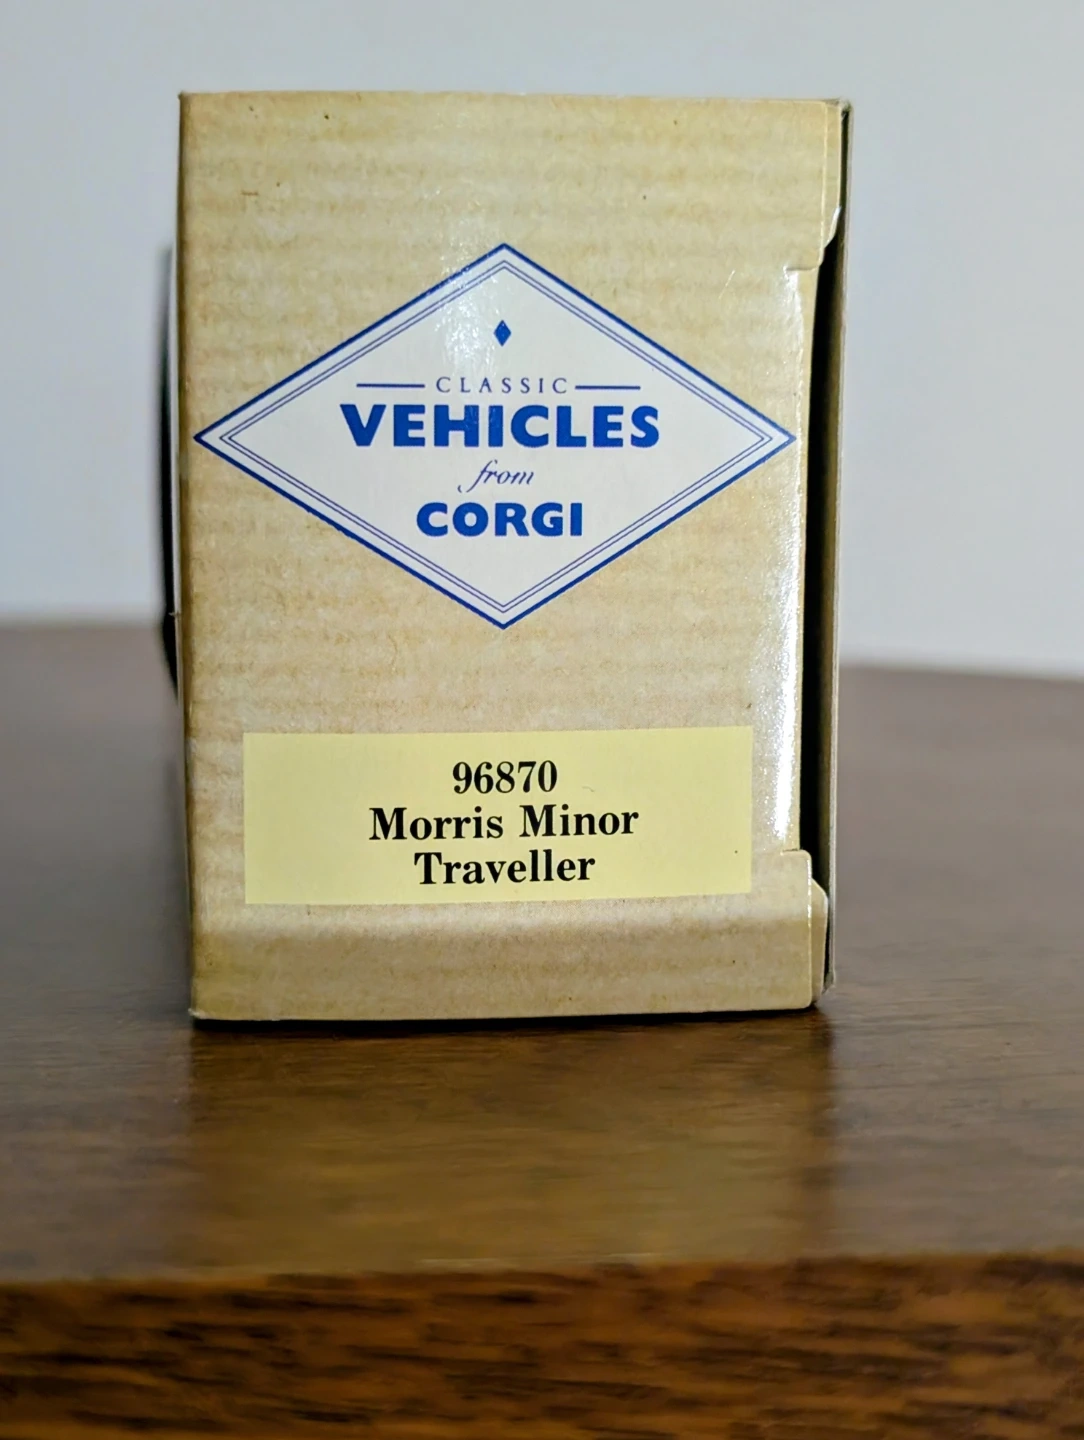 CLASSIC
VEHICLES
from
CORGI
96870
Morris Minor
Traveller